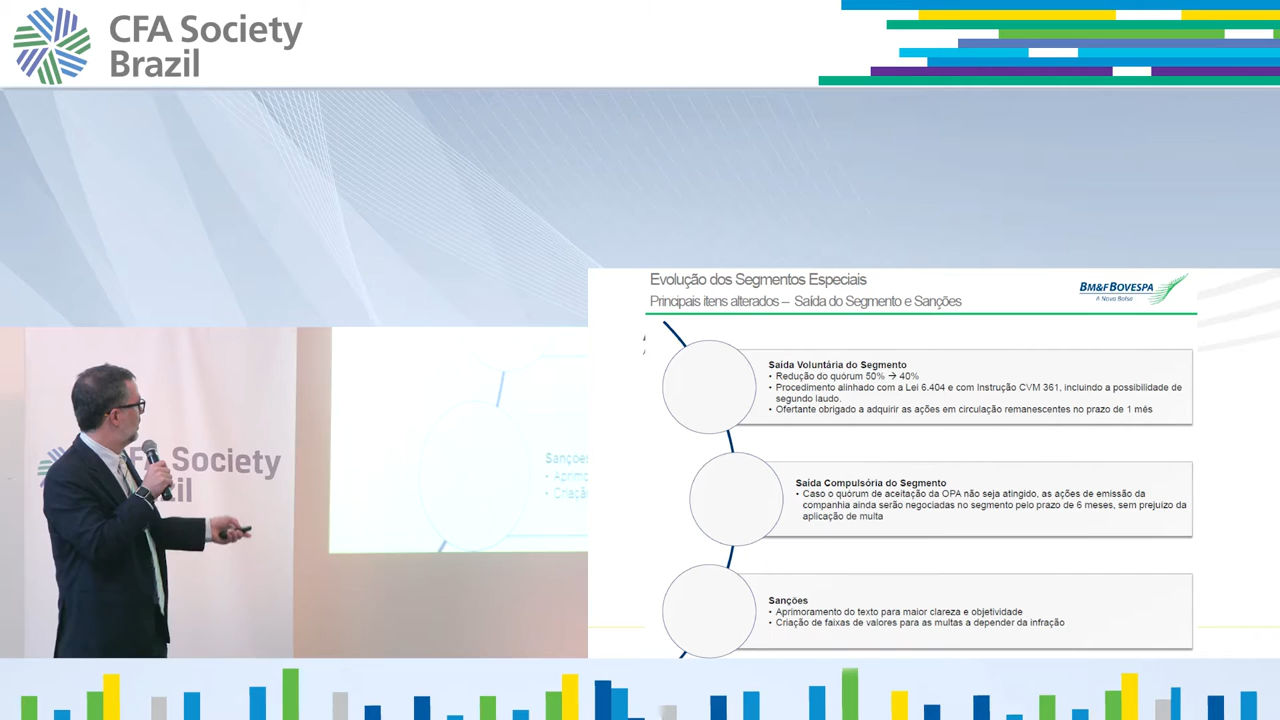 CFA Society
Brazil
Evolução dos Segmentos Especiais
Principais itens alterados – Saída do Segmento e Sanções
BM&FBOVESPA
A Nova Bolsa
Saída Voluntária do Segmento
• Redução do quórum 50% → 40%
• Procedimento alinhado com a Lei 6.404 e com Instrução CVM 361, incluindo a possibilidade de
segundo laudo.
• Ofertante obrigado a adquirir as ações em circulação remanescentes no prazo de 1 mês
Saída Compulsória do Segmento
• Caso o quórum de aceitação da OPA não seja atingido, as ações de emissão da
companhia ainda serão negociadas no segmento pelo prazo de 6 meses, sem prejuízo da
aplicação de multa
Sanções
• Aprimoramento do texto para maior clareza e objetividade
• Criação de faixas de valores para as multas a depender da infração
FA Society
zil
Sanções
• Aprimo
• Criação